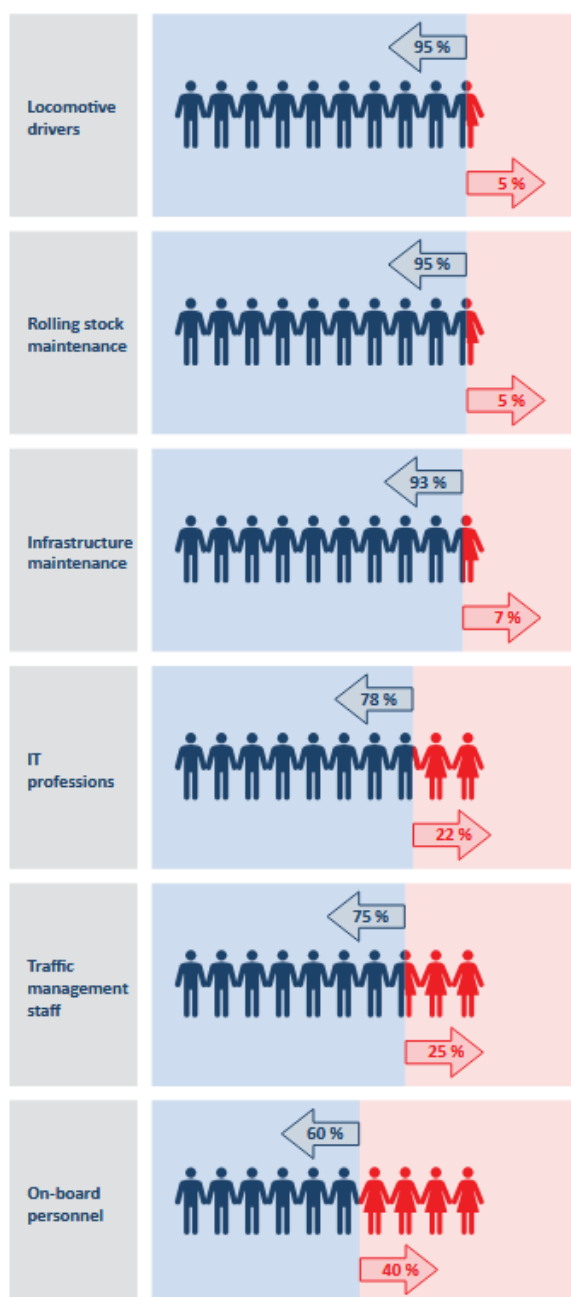 95 %
Locomotive
drivers
5 %
95 %
Rolling stock
maintenance
5 %
93 %
Infrastructure
maintenance
7 %
78 %
IT
professions
22 %
75 %
Traffic
management
staff
25 %
60 %
On-board
personnel
40 %